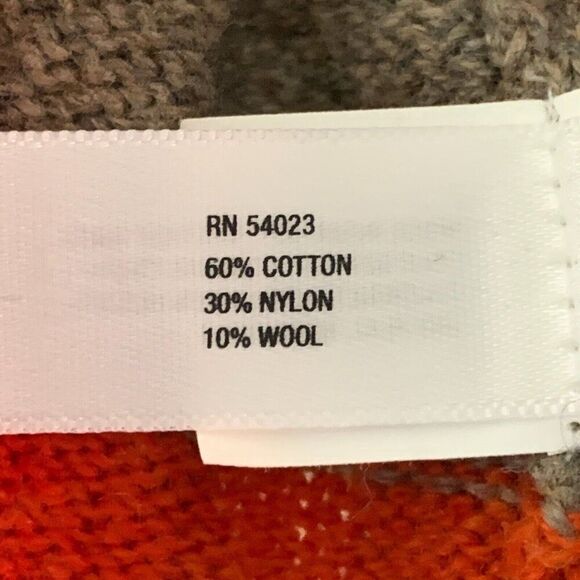 RN 54023
60% COTTON
30% NYLON
10% WOOL